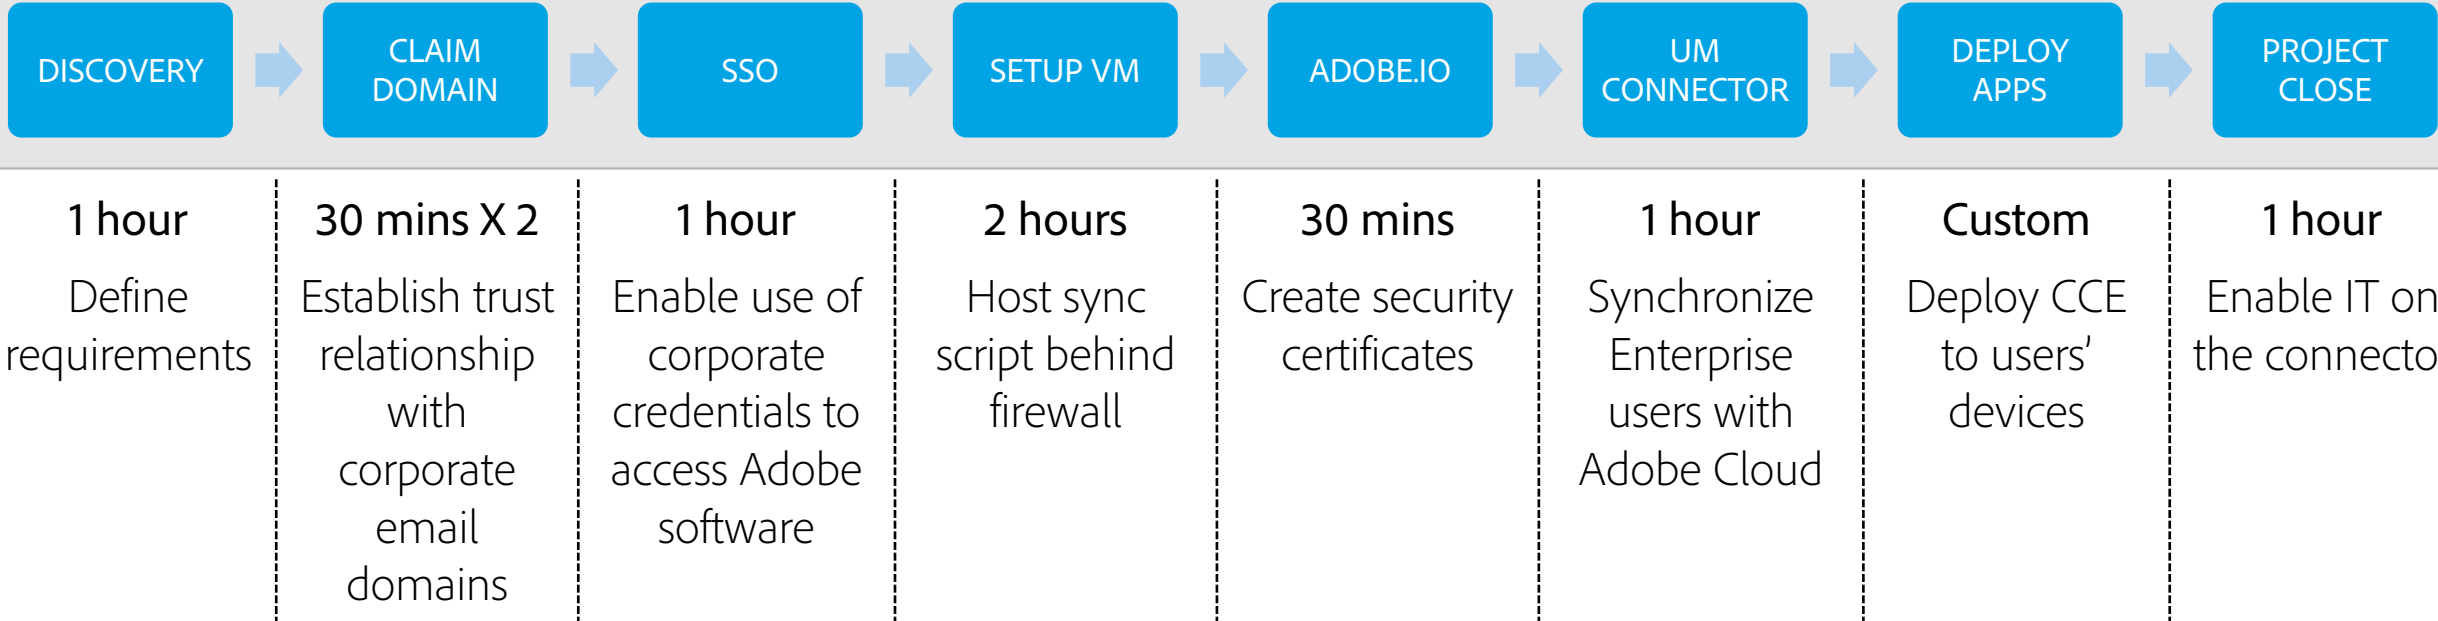 DISCOVERY
CLAIM
DOMAIN
SSO
SETUP VM
ADOBE.IO
UM
CONNECTOR
DEPLOY
APPS
PROJECT
CLOSE
1 hour
Define
requirements
30 mins X 2
Establish trust
relationship
with
corporate
email
domains
1 hour
Enable use of
corporate
credentials to
access Adobe
software
2 hours
Host sync
script behind
firewall
30 mins
Create security
certificates
1 hour
Synchronize
Enterprise
users with
Adobe Cloud
Custom
Deploy CCE
to users’
devices
1 hour
Enable IT on
the connecto